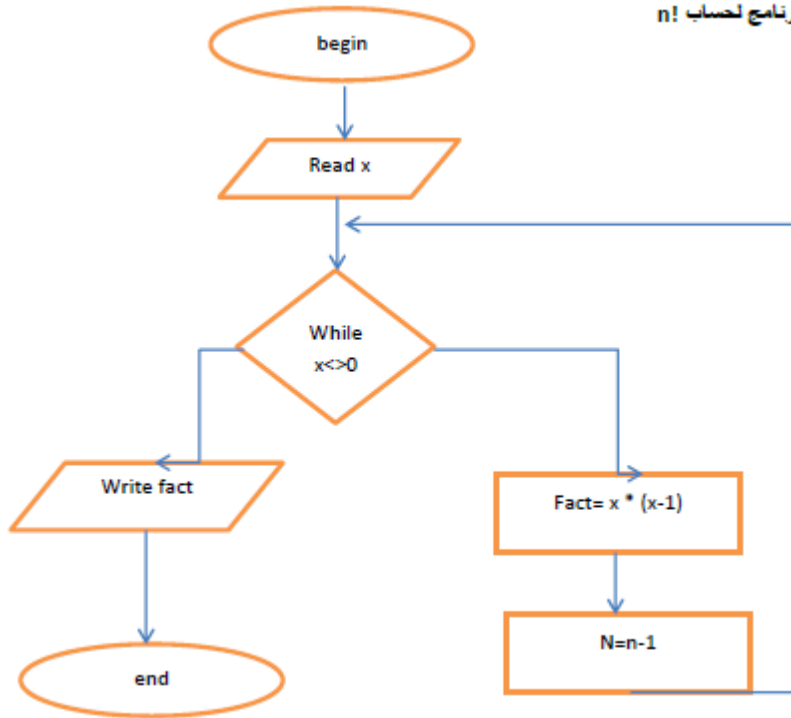 رنامج لحساب n!
begin
Read x
While
x<>0
Write fact
Fact= x * (x-1)
N=n-1
end